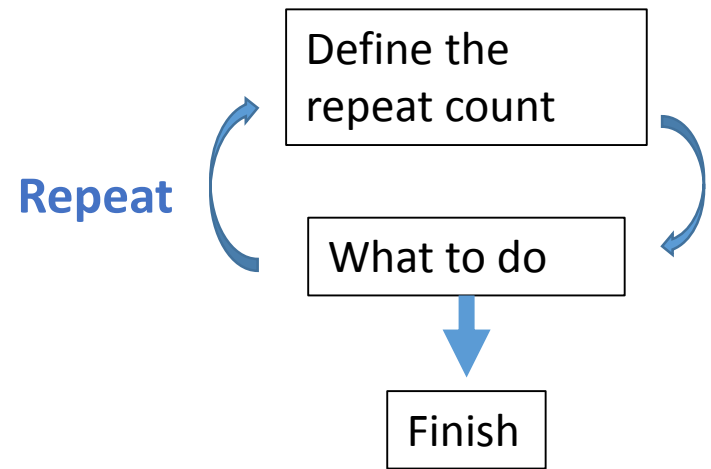 Define the
repeat count
Repeat
What to do
Finish